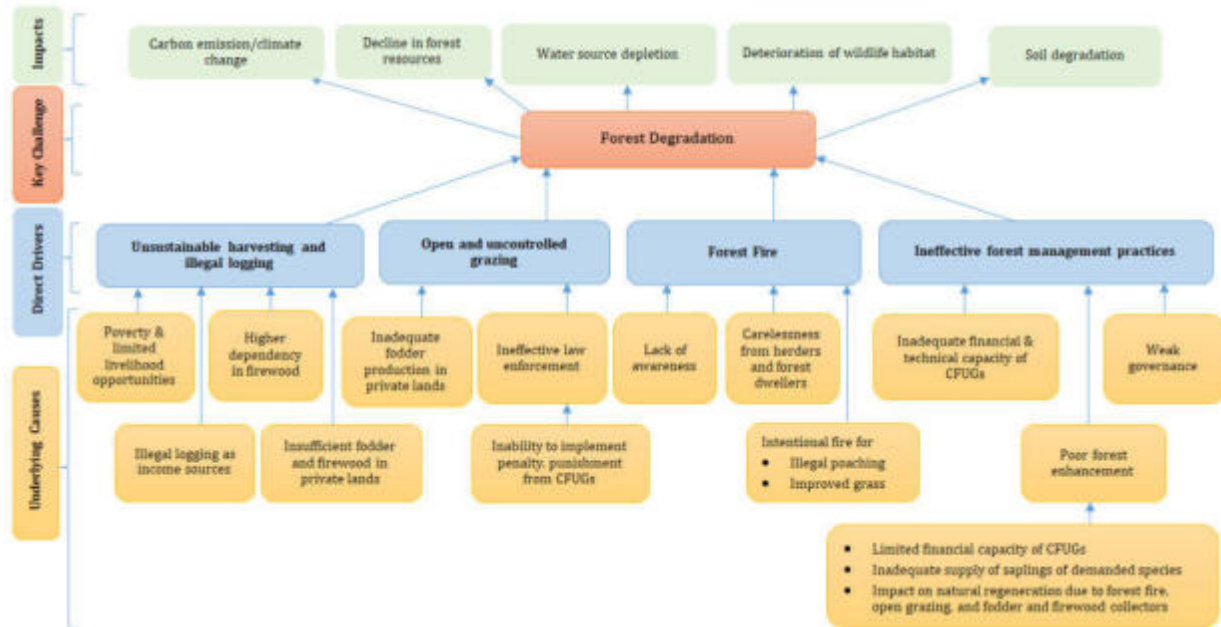 Impacts
Carbon emission/climate
change
Decline in forest
resources
Water source depletion
Deterioration of wildlife habitat
Soil degradation
Key Challenge
Forest Degradation
Direct Drivers
Unsustainable harvesting and
illegal logging
Open and uncontrolled
grazing
Forest Fire
Ineffective forest management practices
Underlying Causes
Poverty &
limited
livelihood
opportunities
Higher
dependency
in firewood
Inadequate
fodder
production in
private lands
Ineffective law
enforcement
Lack of
awareness
Carelessness
from herders
and forest
dwellers
Inadequate financial &
technical capacity of
CFUGs
Weak
governance
Illegal logging as
income sources
Insufficient fodder
and firewood in
private lands
Inability to implement
penalty, punishment
from CFUGs
Intentional fire for
• Illegal poaching
• Improved grass
Poor forest
enhancement
• Limited financial capacity of CFUGs
• Inadequate supply of saplings of demanded species
• Impact on natural regeneration due to forest fire,
open grazing, and fodder and firewood collectors